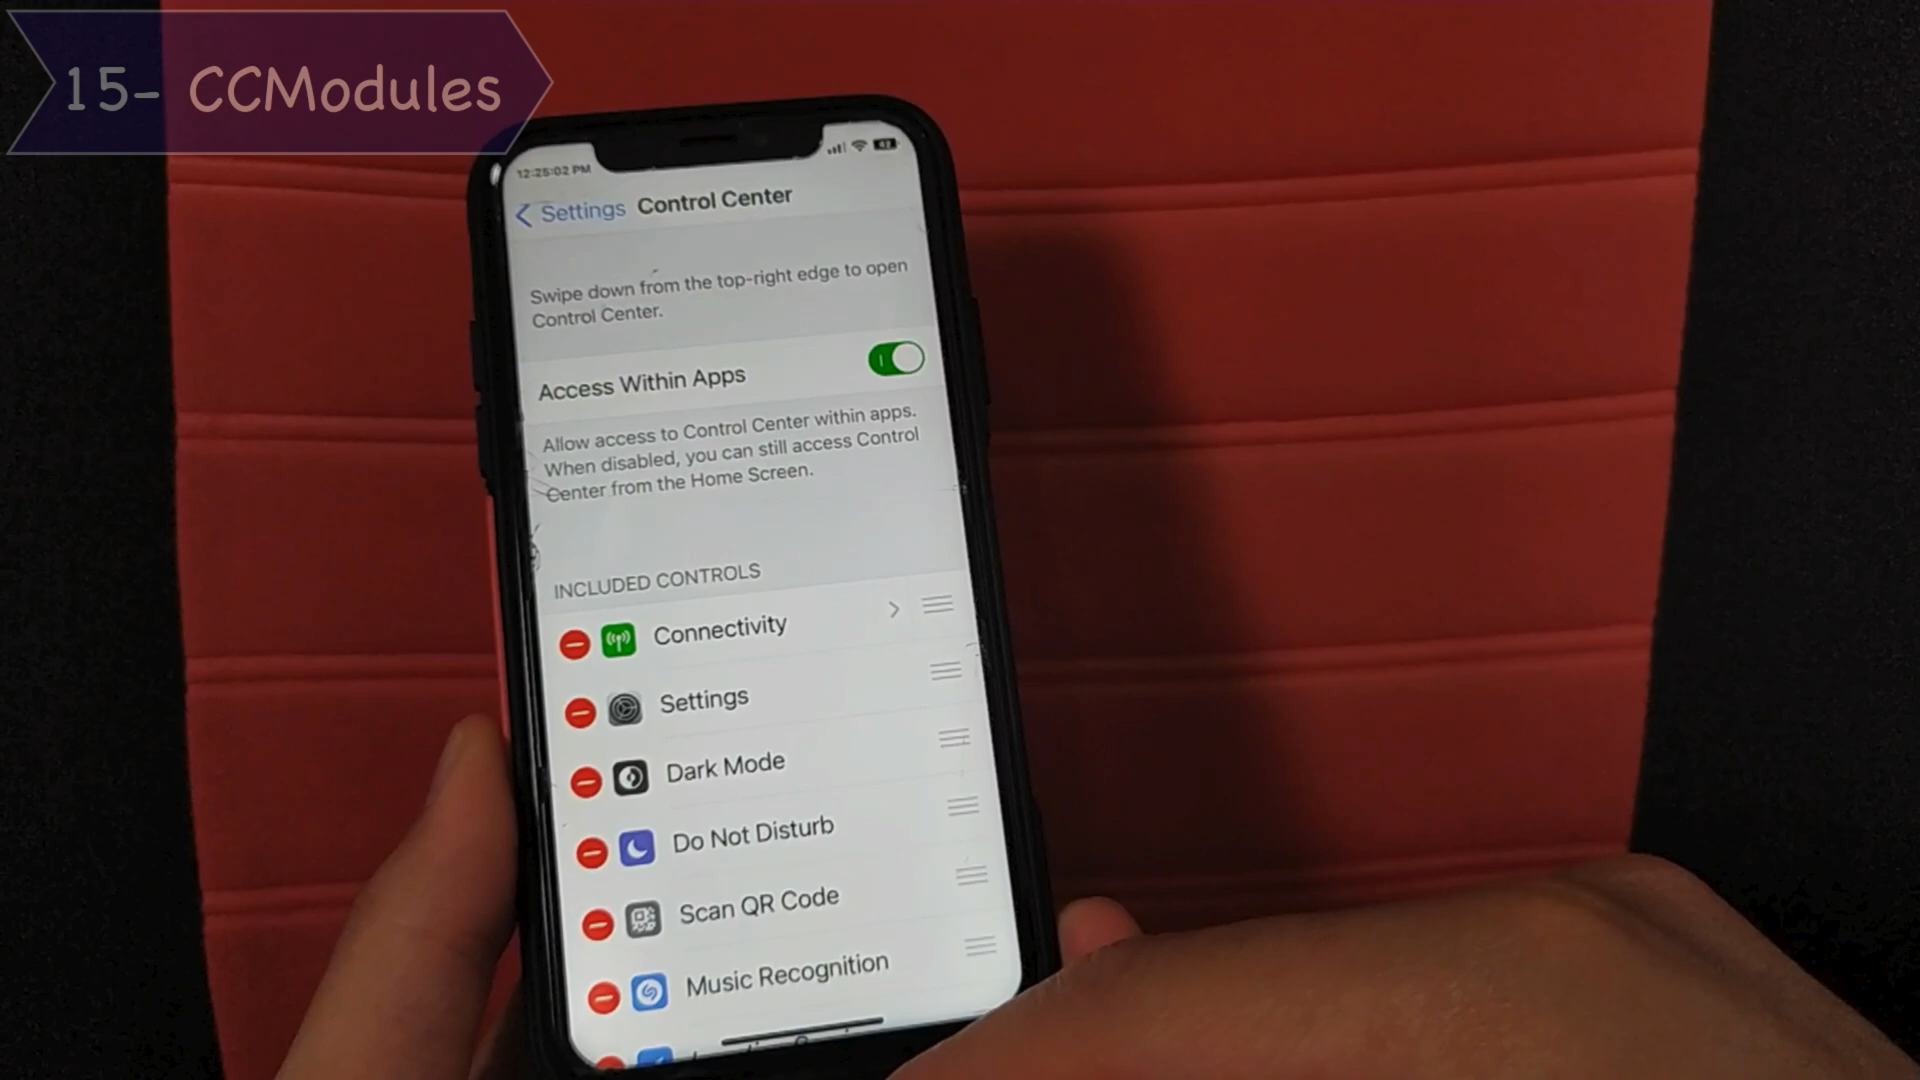 15- CCModules
12:25:02 PM
42
Settings Control Center
Swipe down from the top-right edge to open
Control Center.
Access Within Apps
Allow access to Control Center within apps.
When disabled, you can still access Control
Center from the Home Screen.
INCLUDED CONTROLS
Connectivity
Settings
Dark Mode
Do Not Disturb
Scan QR Code
Music Recognition